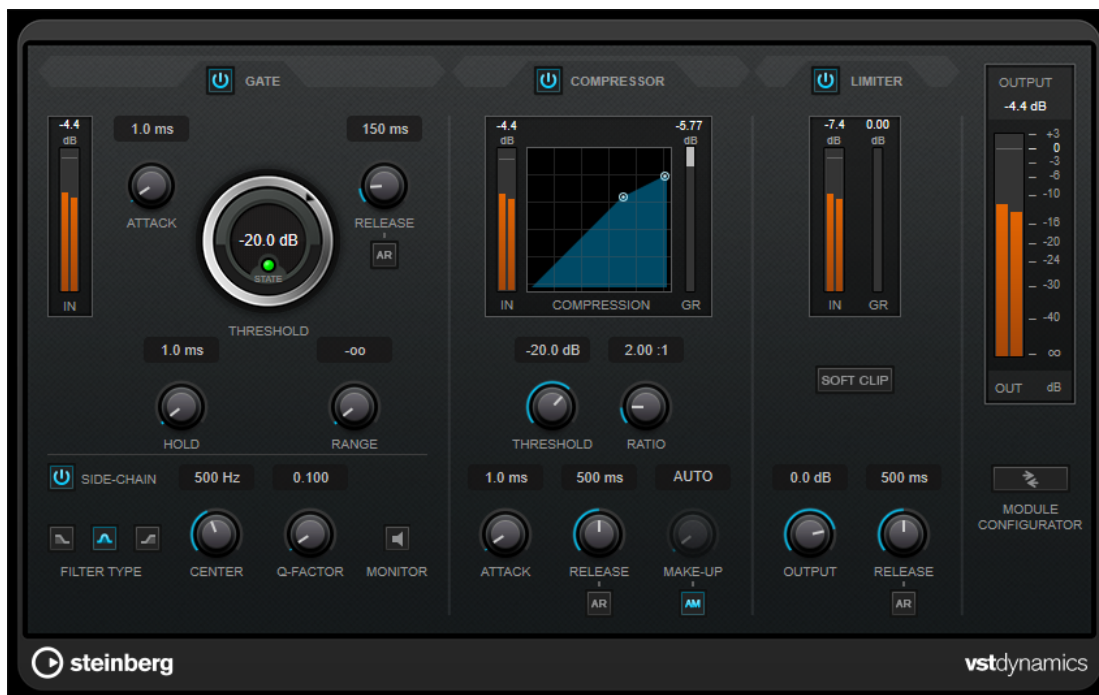 GATE
-4.4
dB
1.0 ms
ATTACK
150 ms
RELEASE
AR
-20.0 dB
STATE
THRESHOLD
IN
1.0 ms
HOLD
-oo
RANGE
SIDE-CHAIN
500 Hz
0.100
FILTER TYPE
CENTER
Q-FACTOR
MONITOR
COMPRESSOR
-4.4
dB
-5.77
dB
IN
COMPRESSION
GR
-20.0 dB
2.00 :1
THRESHOLD
RATIO
1.0 ms
500 ms
AUTO
ATTACK
RELEASE
MAKE-UP
AR
AM
LIMITER
-7.4
0.00
dB
dB
IN
GR
SOFT CLIP
0.0 dB
500 ms
OUTPUT
RELEASE
AR
OUTPUT
-4.4 dB
+3
0
-3
-6
-10
-16
-20
-24
-30
-40
oo
OUT
dB
MODULE
CONFIGURATOR
steinberg
vstdynamics